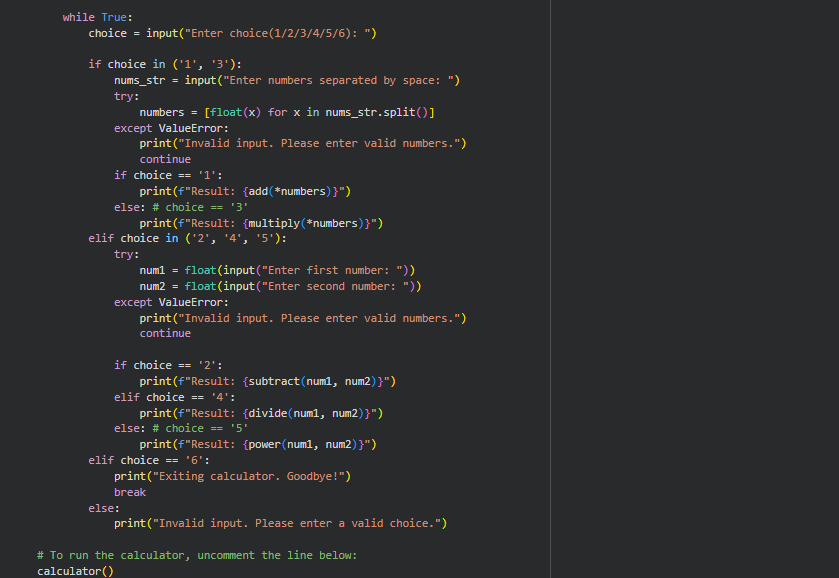 while True:
choice = input("Enter choice(1/2/3/4/5/6): ")
if choice in ('1', '3'):
nums_str = input("Enter numbers separated by space: ")
try:
numbers = [float(x) for x in nums_str.split()]
except ValueError:
print("Invalid input. Please enter valid numbers.")
continue
if choice == '1':
print(f"Result: {add(*numbers)}")
else: # choice == '3'
print(f"Result: {multiply(*numbers)}")
elif choice in ('2', '4', '5'):
try:
num1 = float(input("Enter first number: "))
num2 = float(input("Enter second number: "))
except ValueError:
print("Invalid input. Please enter valid numbers.")
continue
if choice == '2':
print(f"Result: {subtract(num1, num2)}")
elif choice == '4':
print(f"Result: {divide(num1, num2)}")
else: # choice == '5'
print(f"Result: {power(num1, num2)}")
elif choice == '6':
print("Exiting calculator. Goodbye!")
break
else:
print("Invalid input. Please enter a valid choice.")
# To run the calculator, uncomment the line below:
calculator()